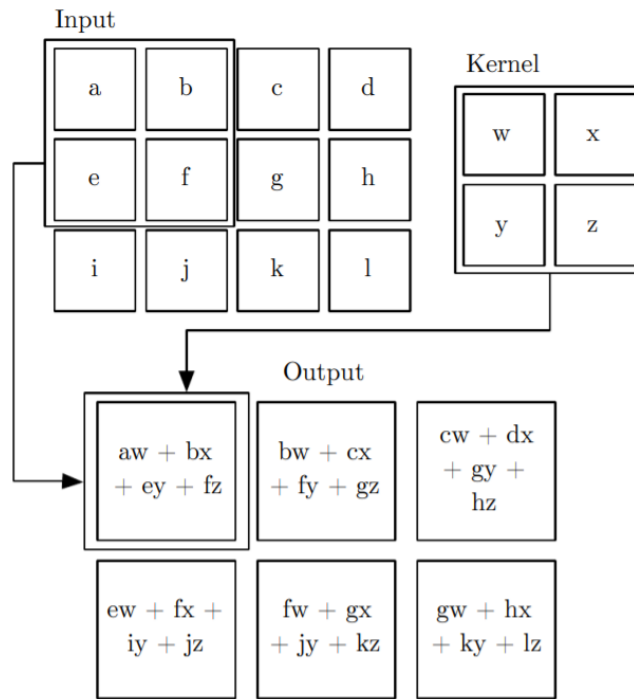 Input
a b c d
Kernel
w x
e f g h
y z
i j k l
Output
aw + bx
+ ey + fz
bw + cx
+ fy + gz
cw + dx
+ gy +
hz
ew + fx +
iy + jz
fw + gx
+ jy + kz
gw + hx
+ ky + lz